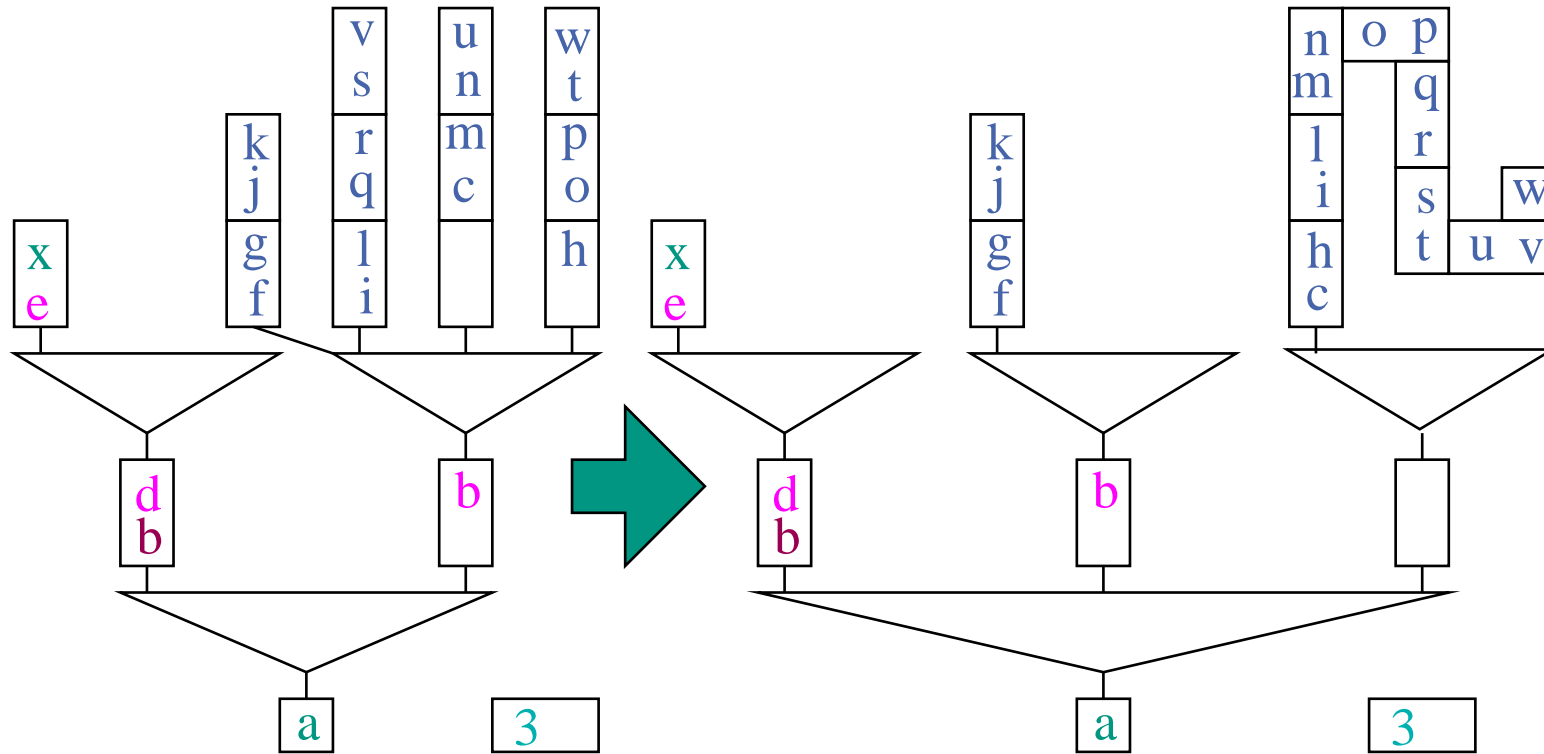 v u w n o p
s n t m q
k r m p k l r
j q c o j i s w
x g l h x g h t u v
e f i e f c
d b d b
b b
a 3 a 3